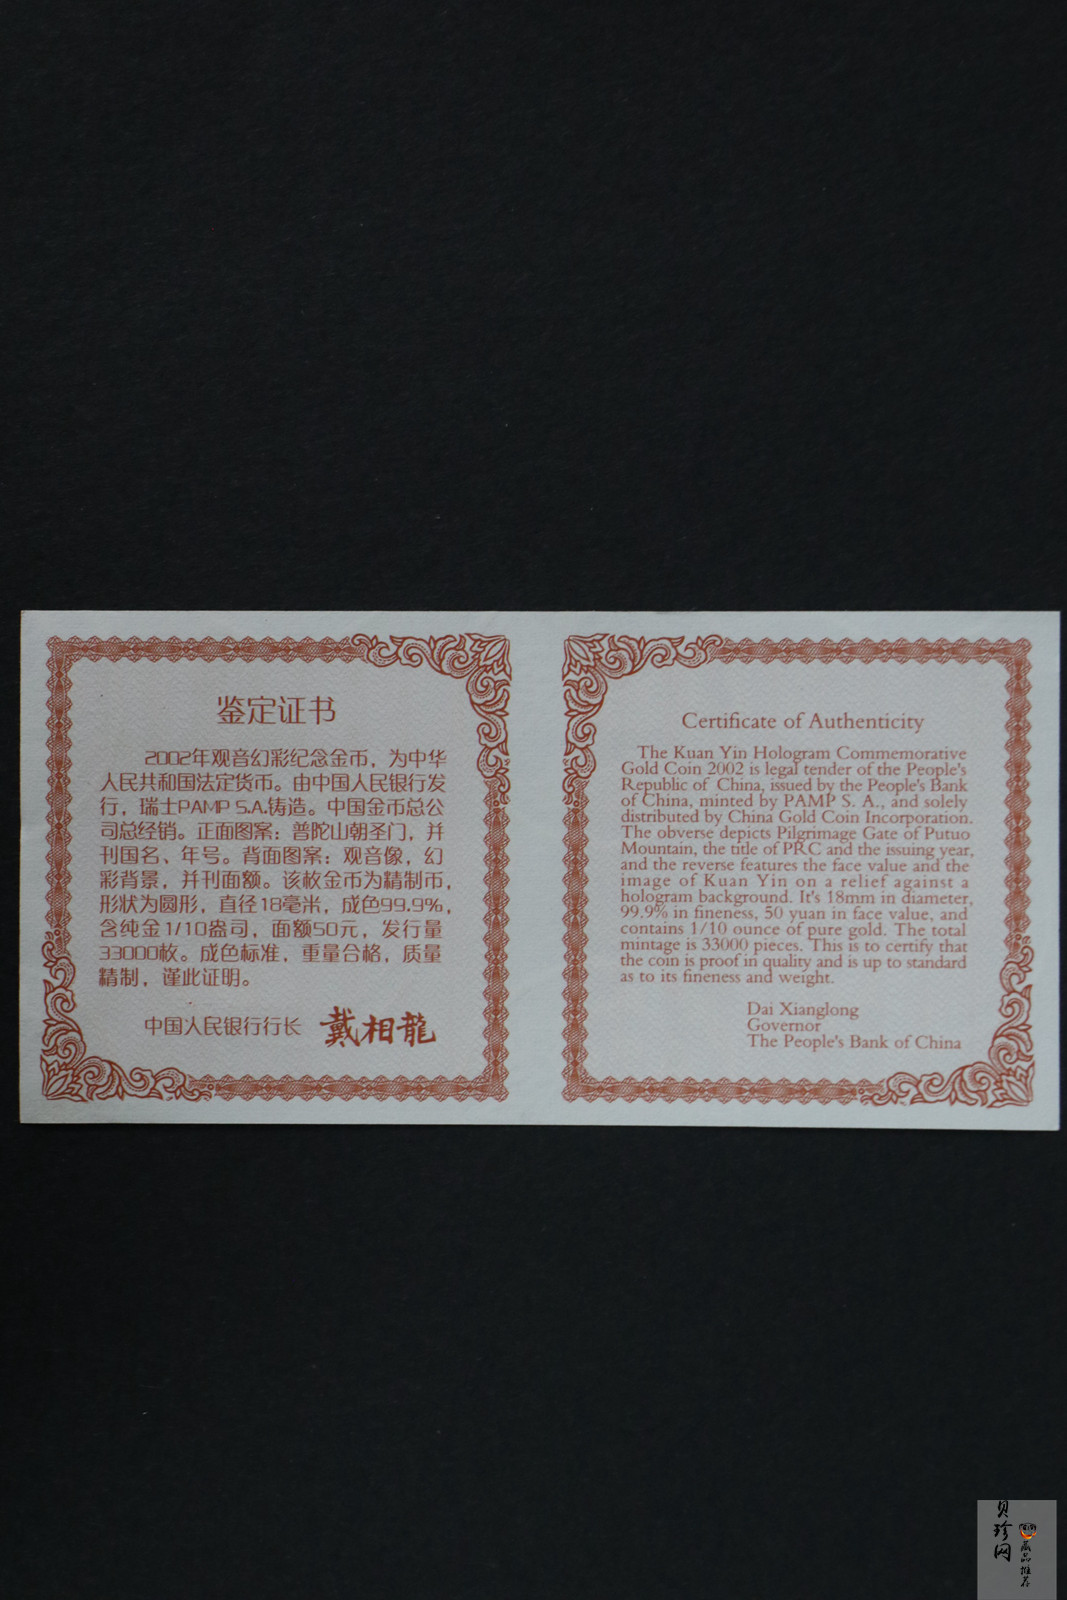 鉴定证书
2002年观音幻彩纪念金币，为中华
人民共和国法定货币。由中国人民银行发
行，瑞士PAMP S.A.铸造。中国金币总公
司总经销。正面图案：普陀山朝圣门，并
刊国名、年号。背面图案：观音像，幻
彩背景，并刊面额。该枚金币为精制币，
形状为圆形，直径18毫米，成色99.9%，
含纯金1/10盎司，面额50元，发行量
33000枚。成色标准，重量合格，质量
精制，谨此证明。
中国人民银行行长 戴相龍
Certificate of Authenticity
The Kuan Yin Hologram Commemorative
Gold Coin 2002 is legal tender of the People's
Republic of China, issued by the People's Bank
of China, minted by PAMP S. A., and solely
distributed by China Gold Coin Incorporation.
The obverse depicts Pilgrimage Gate of Putuo
Mountain, the title of PRC and the issuing year,
and the reverse features the face value and the
image of Kuan Yin on a relief against a
hologram background. It's 18mm in diameter,
99.9% in fineness, 50 yuan in face value, and
contains 1/10 ounce of pure gold. The total
mintage is 33000 pieces. This is to certify that
the coin is proof in quality and is up to standard
as to its fineness and weight.
Dai Xianglong
Governor
The People's Bank of China
贝珍网
藏品推荐